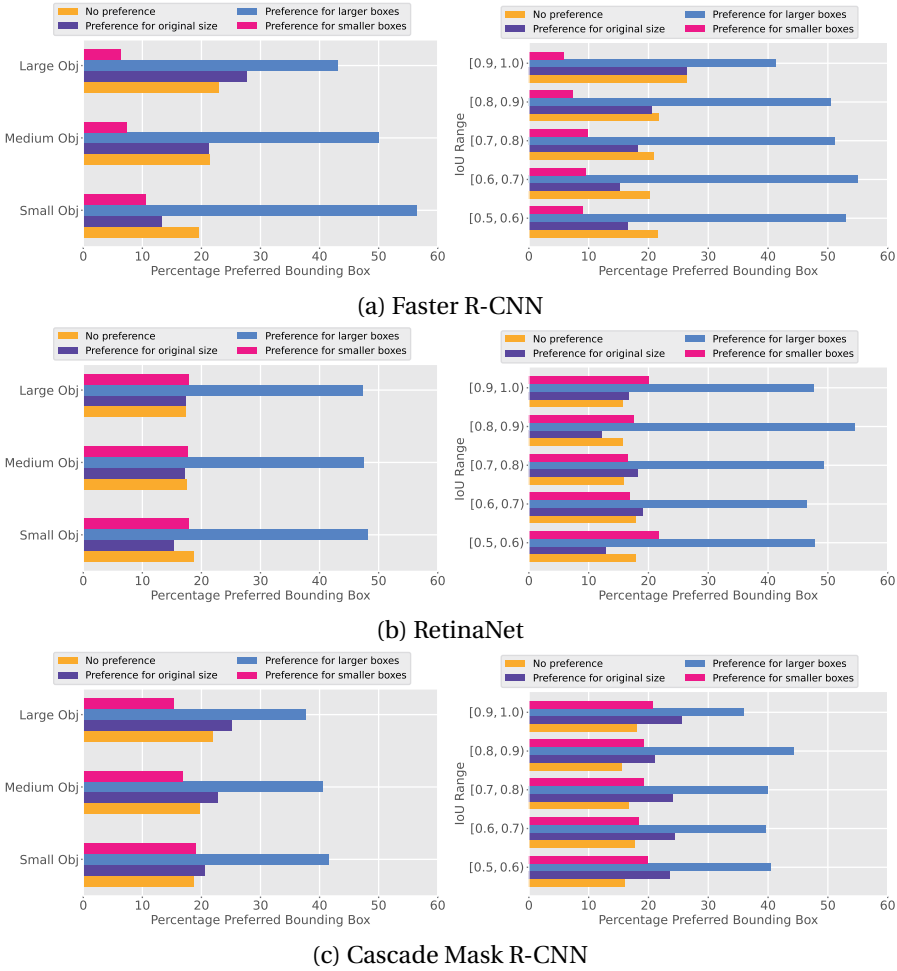 No preference
Preference for original size
Preference for larger boxes
Preference for smaller boxes
Large Obj
Medium Obj
Small Obj
0 10 20 30 40 50 60
Percentage Preferred Bounding Box
No preference
Preference for original size
Preference for larger boxes
Preference for smaller boxes
IoU Range
[0.9, 1.0)
[0.8, 0.9)
[0.7, 0.8)
[0.6, 0.7)
[0.5, 0.6)
0 10 20 30 40 50 60
Percentage Preferred Bounding Box
(a) Faster R-CNN
No preference
Preference for original size
Preference for larger boxes
Preference for smaller boxes
Large Obj
Medium Obj
Small Obj
0 10 20 30 40 50 60
Percentage Preferred Bounding Box
No preference
Preference for original size
Preference for larger boxes
Preference for smaller boxes
IoU Range
[0.9, 1.0)
[0.8, 0.9)
[0.7, 0.8)
[0.6, 0.7)
[0.5, 0.6)
0 10 20 30 40 50 60
Percentage Preferred Bounding Box
(b) RetinaNet
No preference
Preference for original size
Preference for larger boxes
Preference for smaller boxes
Large Obj
Medium Obj
Small Obj
0 10 20 30 40 50 60
Percentage Preferred Bounding Box
No preference
Preference for original size
Preference for larger boxes
Preference for smaller boxes
IoU Range
[0.9, 1.0)
[0.8, 0.9)
[0.7, 0.8)
[0.6, 0.7)
[0.5, 0.6)
0 10 20 30 40 50 60
Percentage Preferred Bounding Box
(c) Cascade Mask R-CNN